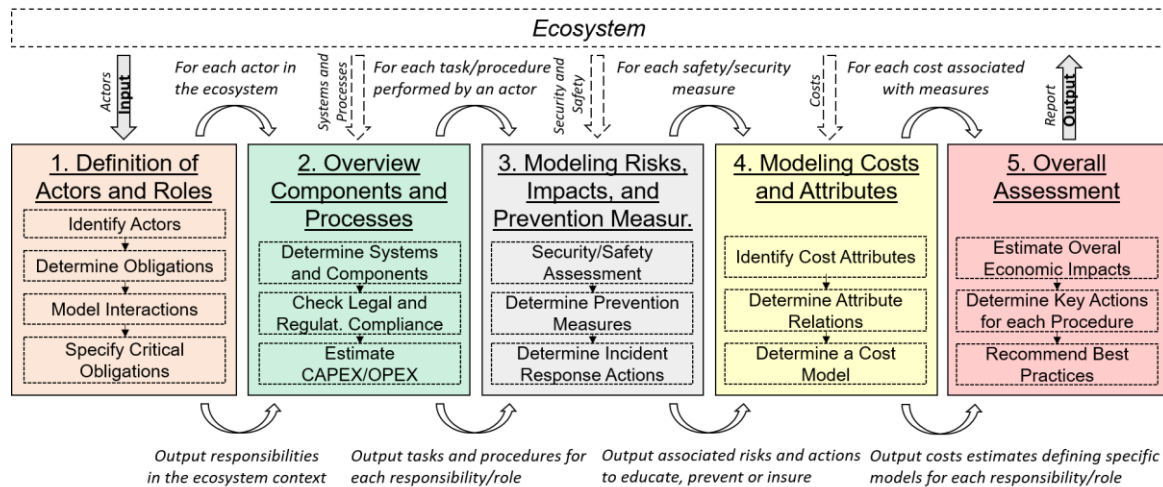 Ecosystem
Actors
Input
For each actor in
the ecosystem
Systems and
Processes
For each task/procedure
performed by an actor
Security and
Safety
For each safety/security
measure
Costs
For each cost associated
with measures
Report
Output
1. Definition of
Actors and Roles
Identify Actors
Determine Obligations
Model Interactions
Specify Critical
Obligations
2. Overview
Components and
Processes
Determine Systems
and Components
Check Legal and
Regulat. Compliance
Estimate
CAPEX/OPEX
3. Modeling Risks,
Impacts, and
Prevention Measur.
Security/Safety
Assessment
Determine Prevention
Measures
Determine Incident
Response Actions
4. Modeling Costs
and Attributes
Identify Cost Attributes
Determine Attribute
Relations
Determine a Cost
Model
5. Overall
Assessment
Estimate Overal
Economic Impacts
Determine Key Actions
for each Procedure
Recommend Best
Practices
Output responsibilities
in the ecosystem context
Output tasks and procedures for
each responsibility/role
Output associated risks and actions
to educate, prevent or insure
Output costs estimates defining specific
models for each responsibility/role